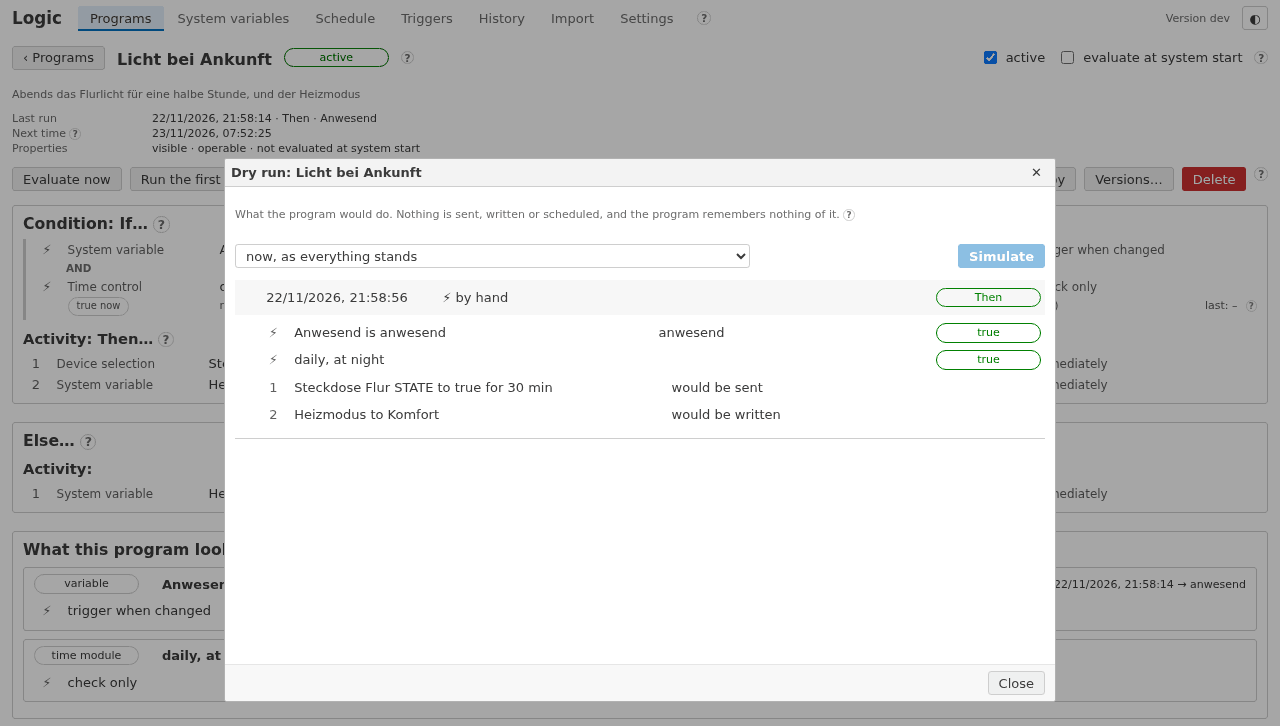 Logic Programs System variables Schedule Triggers History Import Settings ? Version dev
‹ Programs Licht bei Ankunft active ? active evaluate at system start ?
Abends das Flurlicht für eine halbe Stunde, und der Heizmodus
Last run 22/11/2026, 21:58:14 · Then · Anwesend
Next time ? 23/11/2026, 07:52:25
Properties visible · operable · not evaluated at system start
Evaluate now Run the first Versions… Delete ?
Dry run: Licht bei Ankunft ✕
What the program would do. Nothing is sent, written or scheduled, and the program remembers nothing of it. ?
now, as everything stands Simulate
22/11/2026, 21:58:56 ⚡ by hand Then
⚡ Anwesend is anwesend anwesend true
⚡ daily, at night true
1 Steckdose Flur STATE to true for 30 min would be sent
2 Heizmodus to Komfort would be written
Close
Condition: If… ?
⚡ System variable when changed
AND
⚡ Time control only
true now last: – ?
Activity: Then… ?
1 Device selection
2 System variable
Else… ?
Activity:
1 System variable
What this program
variable 22/11/2026, 21:58:14 → anwesend
⚡ trigger when changed
time module daily, at
⚡ check only